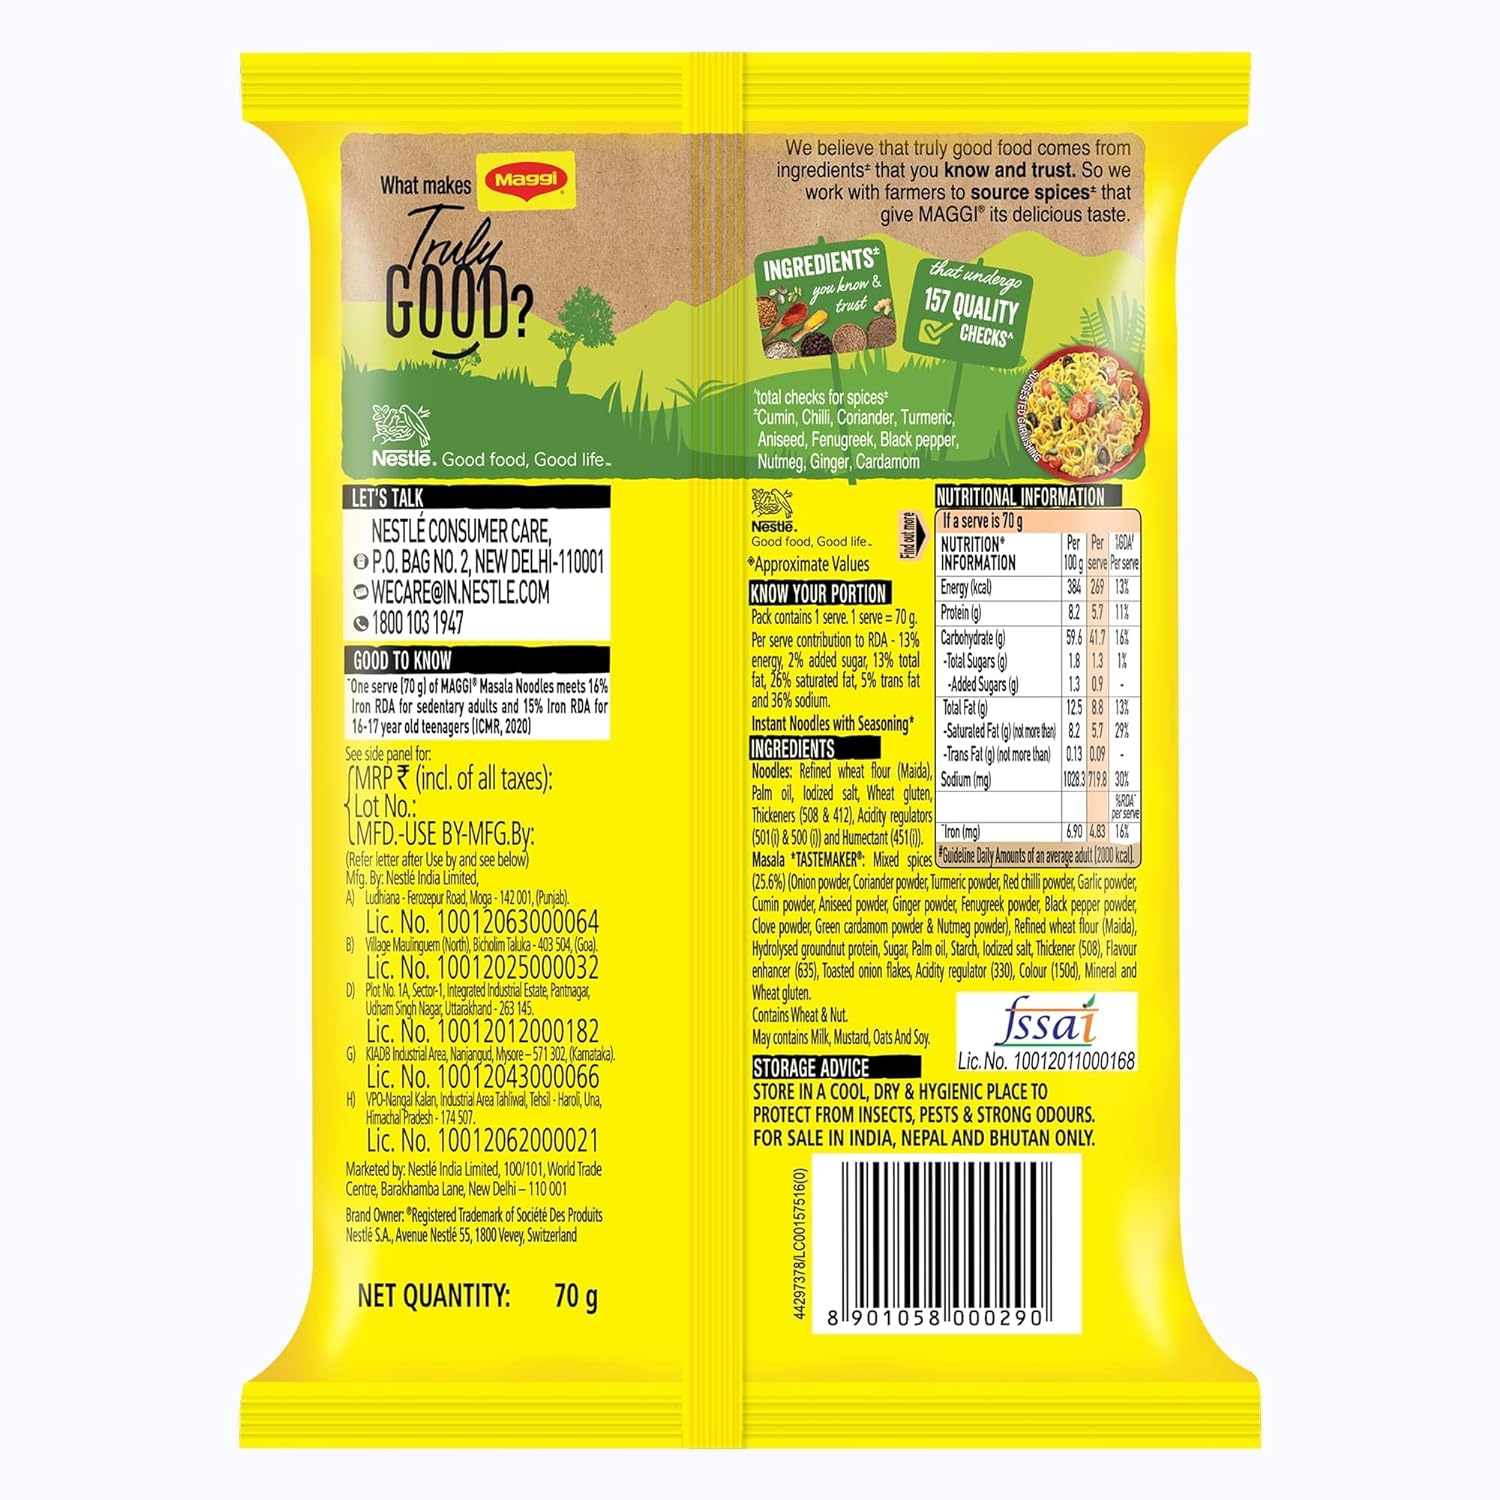 What makes Maggi
Truly
GOOD?
Nestlé. Good food, Good life™
We believe that truly good food comes from
ingredients‡ that you know and trust. So we
work with farmers to source spices‡ that
give MAGGI® its delicious taste.
INGREDIENTS‡
you know &
trust
that undergo
157 QUALITY
CHECKS^
SUGGESTED GARNISHING
^total checks for spices‡
‡Cumin, Chilli, Coriander, Turmeric,
Aniseed, Fenugreek, Black pepper,
Nutmeg, Ginger, Cardamom
LET'S TALK
NESTLÉ CONSUMER CARE,
P.O. BAG NO. 2, NEW DELHI-110001
WECARE@IN.NESTLE.COM
1800 103 1947
GOOD TO KNOW
~One serve (70 g) of MAGGI® Masala Noodles meets 16%
Iron RDA for sedentary adults and 15% Iron RDA for
16-17 year old teenagers (ICMR, 2020)
See side panel for:
MRP ₹ (incl. of all taxes):
Lot No.:
MFD.-USE BY-MFG.By:
(Refer letter after Use by and see below)
Mfg. By: Nestlé India Limited,
A) Ludhiana - Ferozepur Road, Moga - 142 001, (Punjab).
Lic. No. 10012063000064
B) Village Maulinguem (North), Bicholim Taluka - 403 504, (Goa).
Lic. No. 10012025000032
D) Plot No. 1A, Sector-1, Integrated Industrial Estate, Pantnagar,
Udham Singh Nagar, Uttarakhand - 263 145.
Lic. No. 10012012000182
G) KIADB Industrial Area, Nanjangud, Mysore – 571 302, (Karnataka).
Lic. No. 10012043000066
H) VPO-Nangal Kalan, Industrial Area Tahliwal, Tehsil - Haroli, Una,
Himachal Pradesh - 174 507.
Lic. No. 10012062000021
Marketed by: Nestlé India Limited, 100/101, World Trade
Centre, Barakhamba Lane, New Delhi – 110 001
Brand Owner: ®Registered Trademark of Société Des Produits
Nestlé S.A., Avenue Nestlé 55, 1800 Vevey, Switzerland
NET QUANTITY: 70 g
Nestlé.
Good food, Good life™
Find out more
*Approximate Values
KNOW YOUR PORTION
Pack contains 1 serve. 1 serve = 70 g.
Per serve contribution to RDA - 13%
energy, 2% added sugar, 13% total
fat, 26% saturated fat, 5% trans fat
and 36% sodium.
Instant Noodles with Seasoning*
NUTRITIONAL INFORMATION
If a serve is 70 g
NUTRITION* INFORMATION Per 100 g Per serve %GDA# Per serve
Energy (kcal) 384 269 13%
Protein (g) 8.2 5.7 11%
Carbohydrate (g) 59.6 41.7 16%
-Total Sugars (g) 1.8 1.3 1%
-Added Sugars (g) 1.3 0.9 -
Total Fat (g) 12.5 8.8 13%
-Saturated Fat (g) (not more than) 8.2 5.7 29%
-Trans Fat (g) (not more than) 0.13 0.09 -
Sodium (mg) 1028.3 719.8 30%
%RDA~ per serve
~Iron (mg) 6.90 4.83 16%
#Guideline Daily Amounts of an average adult (2000 kcal).
INGREDIENTS
Noodles: Refined wheat flour (Maida),
Palm oil, Iodized salt, Wheat gluten,
Thickeners (508 & 412), Acidity regulators
(501(i) & 500 (i)) and Humectant (451(i)).
Masala *TASTEMAKER®: Mixed spices
(25.6%) (Onion powder, Coriander powder, Turmeric powder, Red chilli powder, Garlic powder,
Cumin powder, Aniseed powder, Ginger powder, Fenugreek powder, Black pepper powder,
Clove powder, Green cardamom powder & Nutmeg powder), Refined wheat flour (Maida),
Hydrolysed groundnut protein, Sugar, Palm oil, Starch, Iodized salt, Thickener (508), Flavour
enhancer (635), Toasted onion flakes, Acidity regulator (330), Colour (150d), Mineral and
Wheat gluten.
Contains Wheat & Nut.
May contains Milk, Mustard, Oats And Soy.
fssai
Lic. No. 10012011000168
STORAGE ADVICE
STORE IN A COOL, DRY & HYGIENIC PLACE TO
PROTECT FROM INSECTS, PESTS & STRONG ODOURS.
FOR SALE IN INDIA, NEPAL AND BHUTAN ONLY.
44297378/LC00157516(0)
8 901058 000290